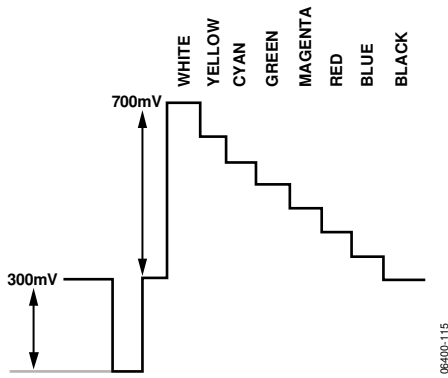 WHITE
YELLOW
CYAN
GREEN
MAGENTA
RED
BLUE
BLACK
700mV
300mV
06400-115